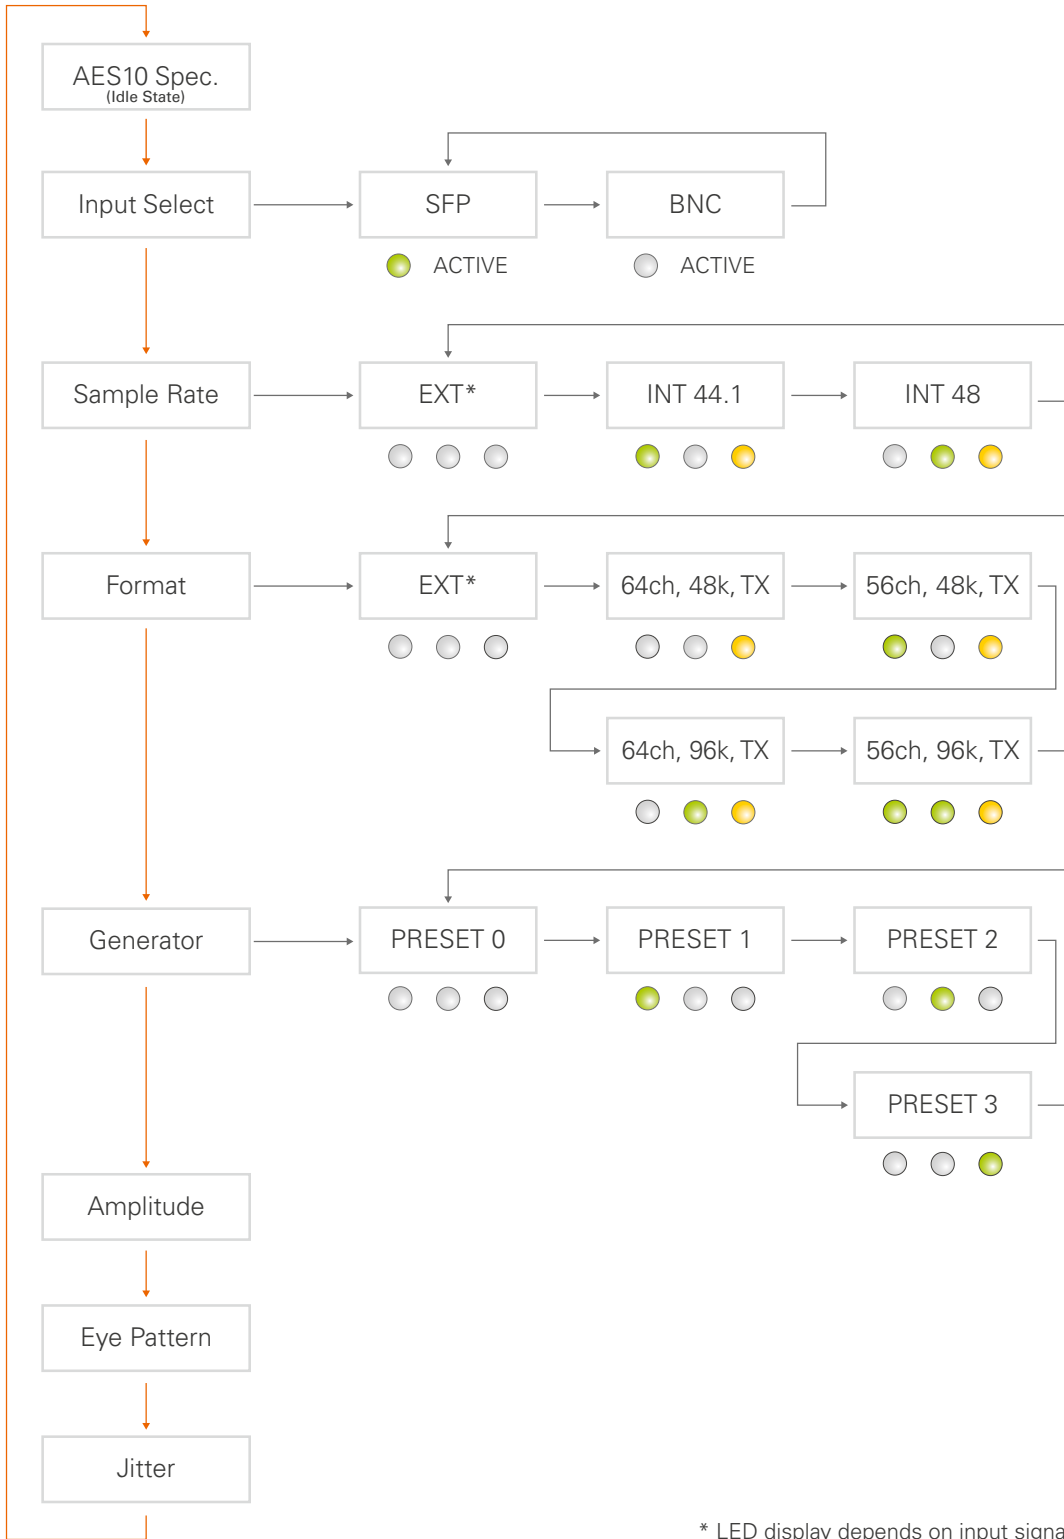 AES10 Spec.
(Idle State)
Input Select
SFP
BNC
ACTIVE
ACTIVE
Sample Rate
EXT*
INT 44.1
INT 48
Format
EXT*
64ch, 48k, TX
56ch, 48k, TX
64ch, 96k, TX
56ch, 96k, TX
Generator
PRESET 0
PRESET 1
PRESET 2
PRESET 3
Amplitude
Eye Pattern
Jitter
* LED display depends on input signa